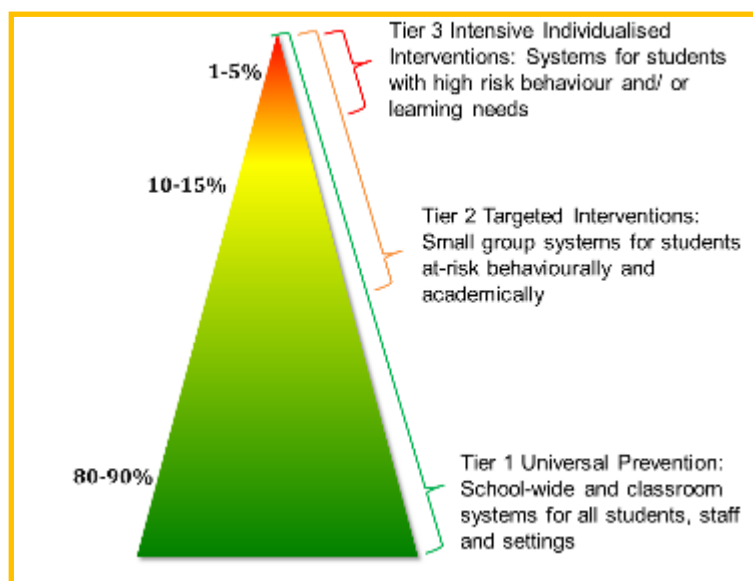 Tier 3 Intensive Individualised
Interventions: Systems for students
with high risk behaviour and/ or
learning needs
1-5%
10-15%
Tier 2 Targeted Interventions:
Small group systems for students
at-risk behaviourally and
academically
80-90%
Tier 1 Universal Prevention:
School-wide and classroom
systems for all students, staff
and settings